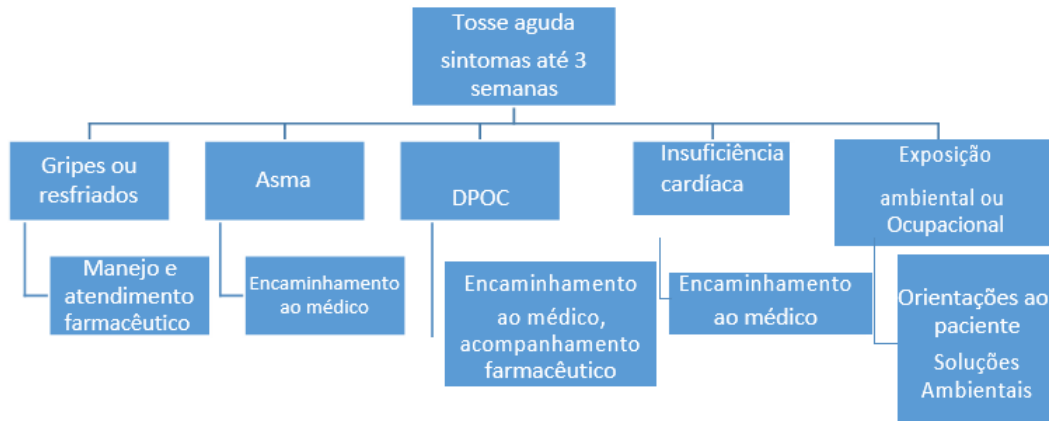 Tosse aguda
sintomas até 3
semanas
Gripes ou
resfriados
Asma
DPOC
Insuficiência
cardíaca
Exposição
ambiental ou
Ocupacional
Manejo e
atendimento
farmacêutico
Encaminhamento
ao médico
Encaminhamento
ao médico,
acompanhamento
farmacêutico
Encaminhamento
ao médico
Orientações ao
paciente
Soluções
Ambientais